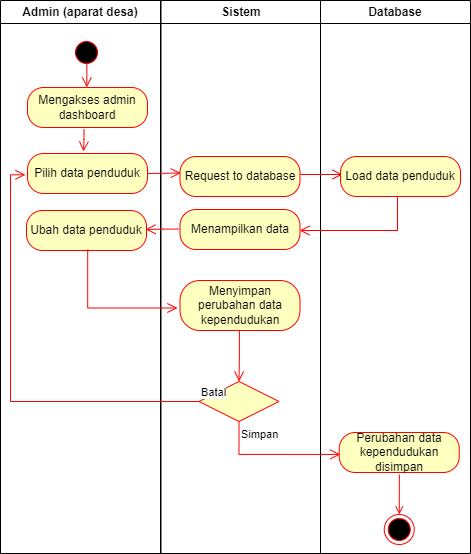 Admin (aparat desa)
Sistem
Database
Mengakses admin
dashboard
Pilih data penduduk
Request to database
Load data penduduk
Ubah data penduduk
Menampilkan data
Menyimpan
perubahan data
kependudukan
Batal
Simpan
Perubahan data
kependudukan
disimpan